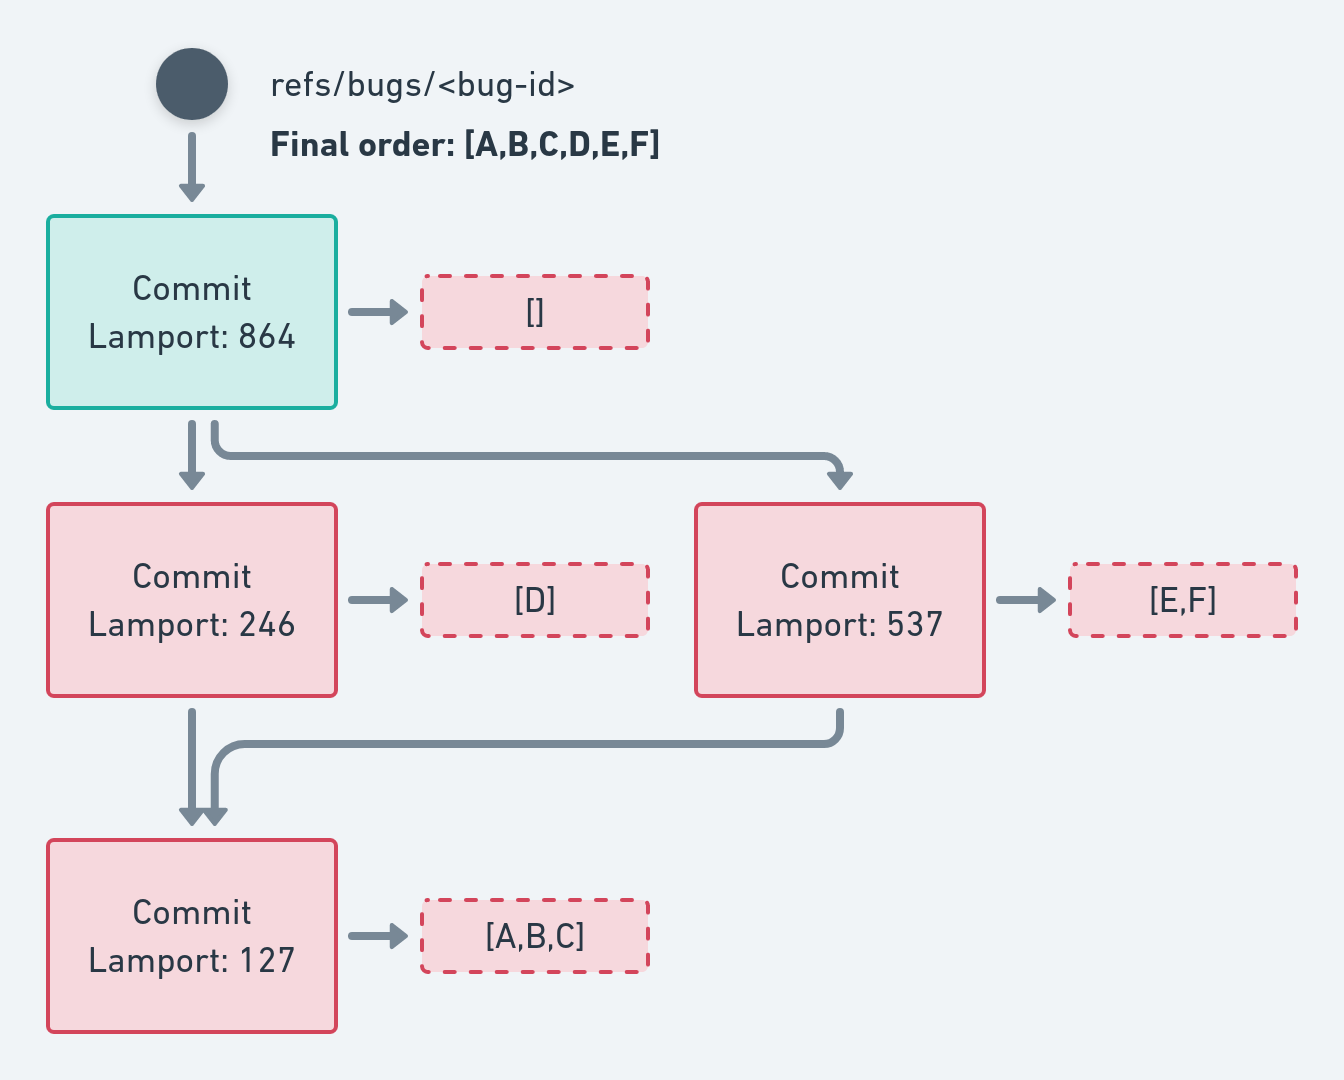 refs/bugs/<bug-id>
Final order: [A,B,C,D,E,F]
Commit
Lamport: 864
[]
Commit
Lamport: 246
[D]
Commit
Lamport: 537
[E,F]
Commit
Lamport: 127
[A,B,C]